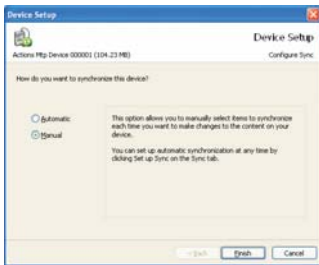 Device Setup
Device Setup
Actions Mtp Device 000001 (104.23 MB)
Configure Sync
How do you want to synchronize this device?
Automatic
Manual
This option allows you to manually select items to synchronize
each time you want to make changes to the content on your
device.
You can set up automatic synchronization at any time by
clicking Set up Sync on the Sync tab.
< Back
Finish
Cancel